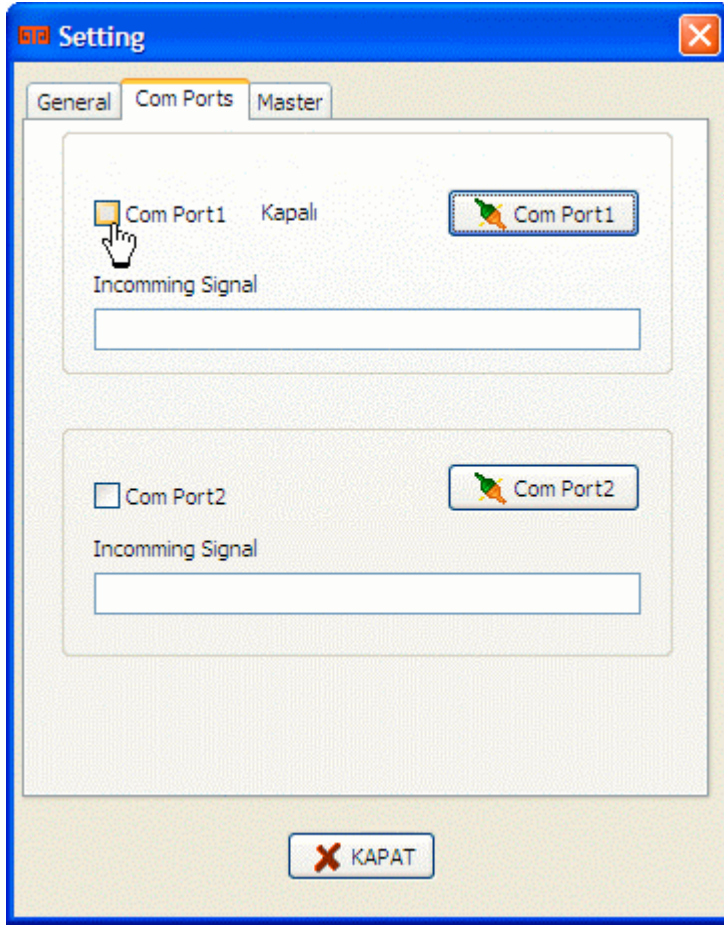 Setting
General Com Ports Master
Com Port1 Kapalı Com Port1
Incomming Signal
Com Port2 Com Port2
Incomming Signal
KAPAT